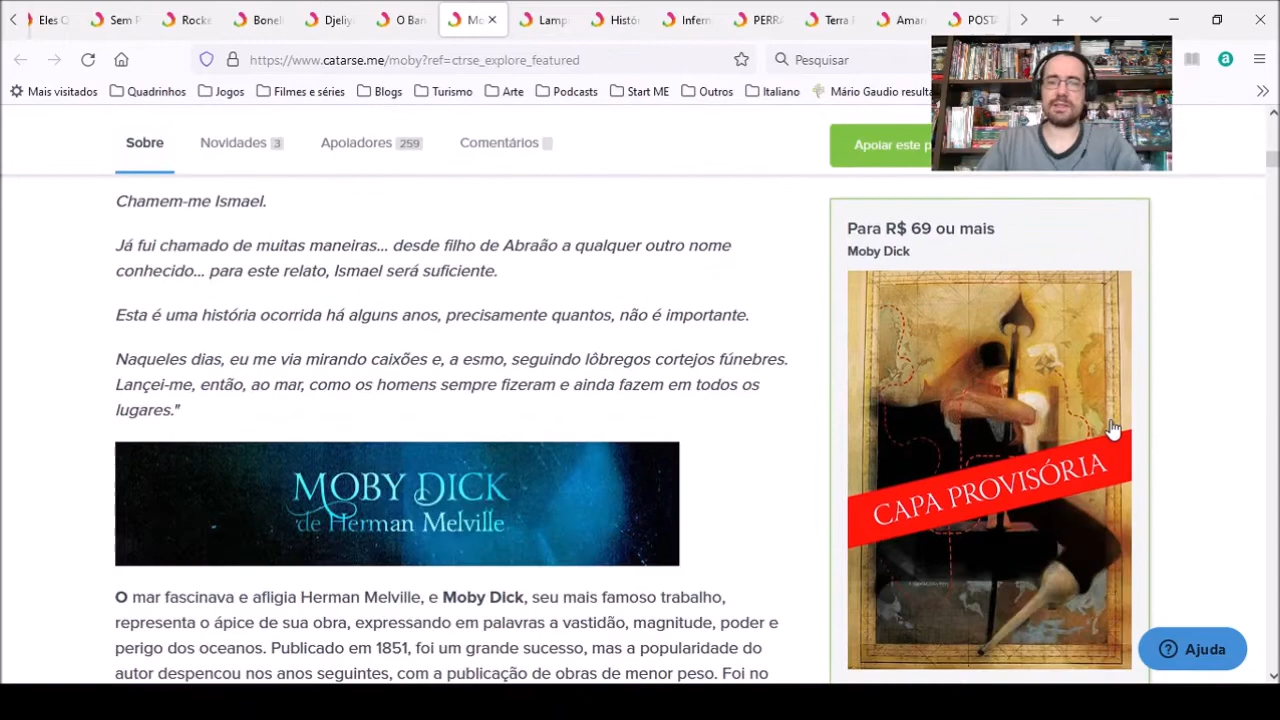 Eles Q
Sem P
Rocke
Bonel
Djeliy
O Ban
Mo
Lamp
Histór
Infern
PERR
Terra
Aman
POST
https://www.catarse.me/moby?ref=ctrse_explore_featured
Pesquisar
a
Mais visitados
Quadrinhos
Jogos
Filmes e séries
Blogs
Turismo
Arte
Podcasts
Start ME
Outros
Italiano
Mário Gaudio resulta
Sobre
Novidades 3
Apoiadores 259
Comentários
Apoiar este p
Chamem-me Ismael.
Já fui chamado de muitas maneiras... desde filho de Abraão a qualquer outro nome
conhecido... para este relato, Ismael será suficiente.
Esta é uma história ocorrida há alguns anos, precisamente quantos, não é importante.
Naqueles dias, eu me via mirando caixões e, a esmo, seguindo lôbregos cortejos fúnebres.
Lançei-me, então, ao mar, como os homens sempre fizeram e ainda fazem em todos os
lugares."
MOBY DICK
de Herman Melville
O mar fascinava e afligia Herman Melville, e Moby Dick, seu mais famoso trabalho,
representa o ápice de sua obra, expressando em palavras a vastidão, magnitude, poder e
perigo dos oceanos. Publicado em 1851, foi um grande sucesso, mas a popularidade do
autor despencou nos anos seguintes, com a publicação de obras de menor peso. Foi no
Para R$ 69 ou mais
Moby Dick
CAPA PROVISÓRIA
Ajuda